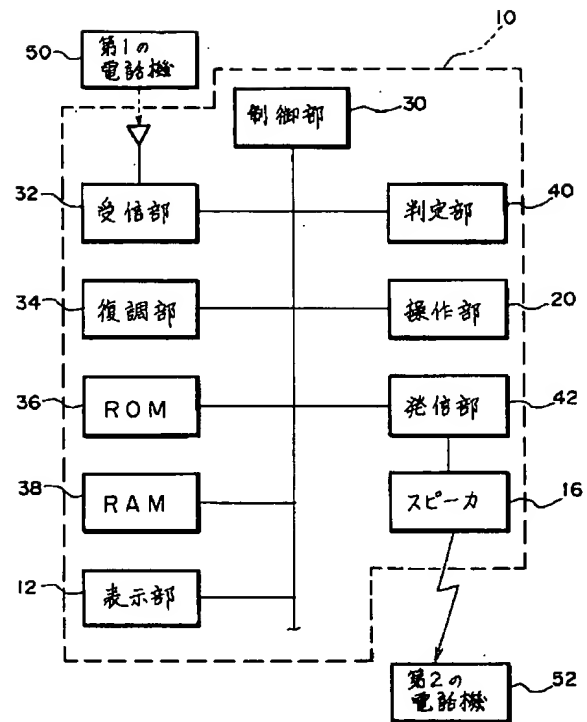 50
第1の
電話機
10
制御部
30
32
受信部
判定部
40
34
復調部
操作部
20
36
ROM
発信部
42
38
RAM
スピーカ
16
12
表示部
第2の
電話機
52